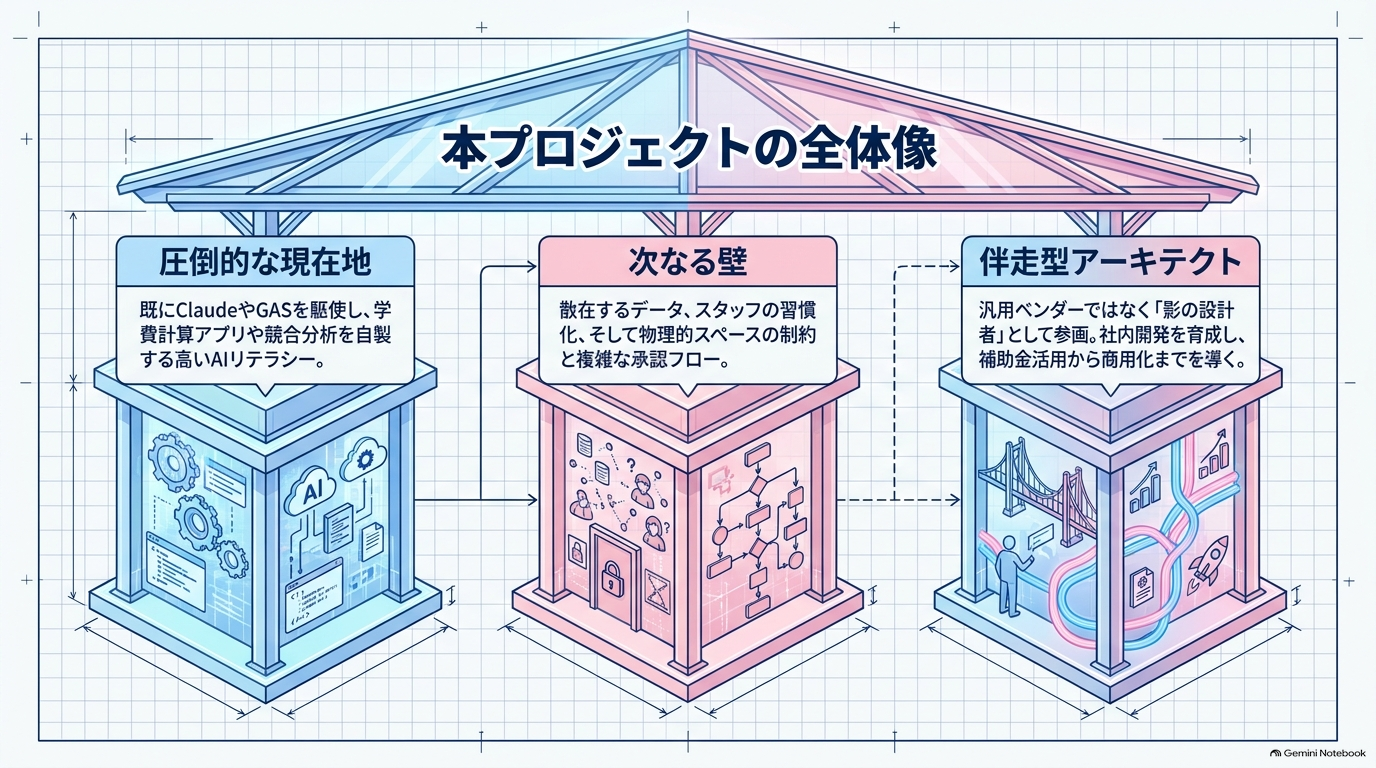 本プロジェクトの全体像
圧倒的な現在地
既にClaudeやGASを駆使し、学
費計算アプリや競合分析を自製
する高いAIリテラシー。
次なる壁
散在するデータ、スタッフの習慣
化、そして物理的スペースの制約
と複雑な承認フロー。
伴走型アーキテクト
汎用ベンダーではなく「影の設計
者」として参画。社内開発を育成し、
補助金活用から商用化までを導く。
AI
Gemini Notebook